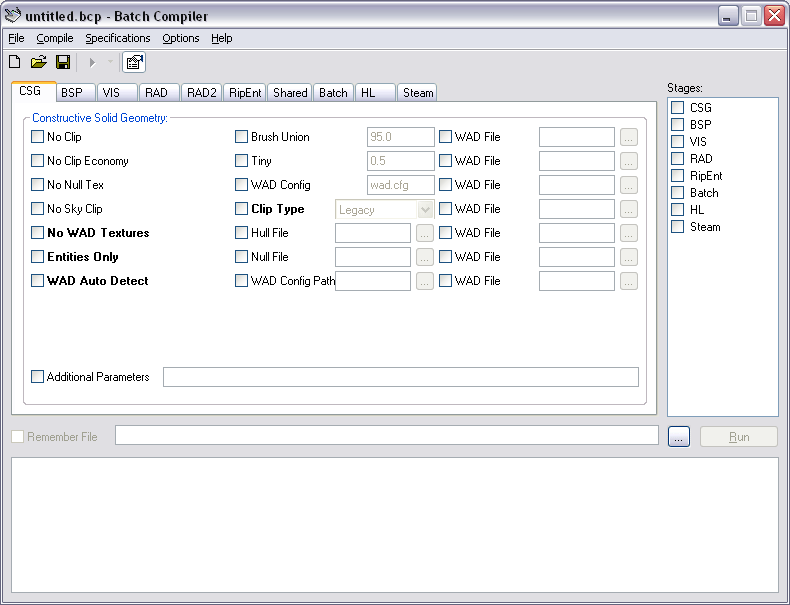 untitled.bcp - Batch Compiler
File Compile Specifications Options Help
CSG BSP VIS RAD RAD2 RipEnt Shared Batch HL Steam
Stages:
Constructive Solid Geometry:
No Clip Brush Union 95.0 WAD File ...
No Clip Economy Tiny 0.5 WAD File ...
No Null Tex WAD Config wad.cfg WAD File ...
No Sky Clip Clip Type Legacy WAD File ...
No WAD Textures Hull File ... WAD File ...
Entities Only Null File ... WAD File ...
WAD Auto Detect WAD Config Path ... WAD File ...
Additional Parameters
CSG
BSP
VIS
RAD
RipEnt
Batch
HL
Steam
Remember File ... Run